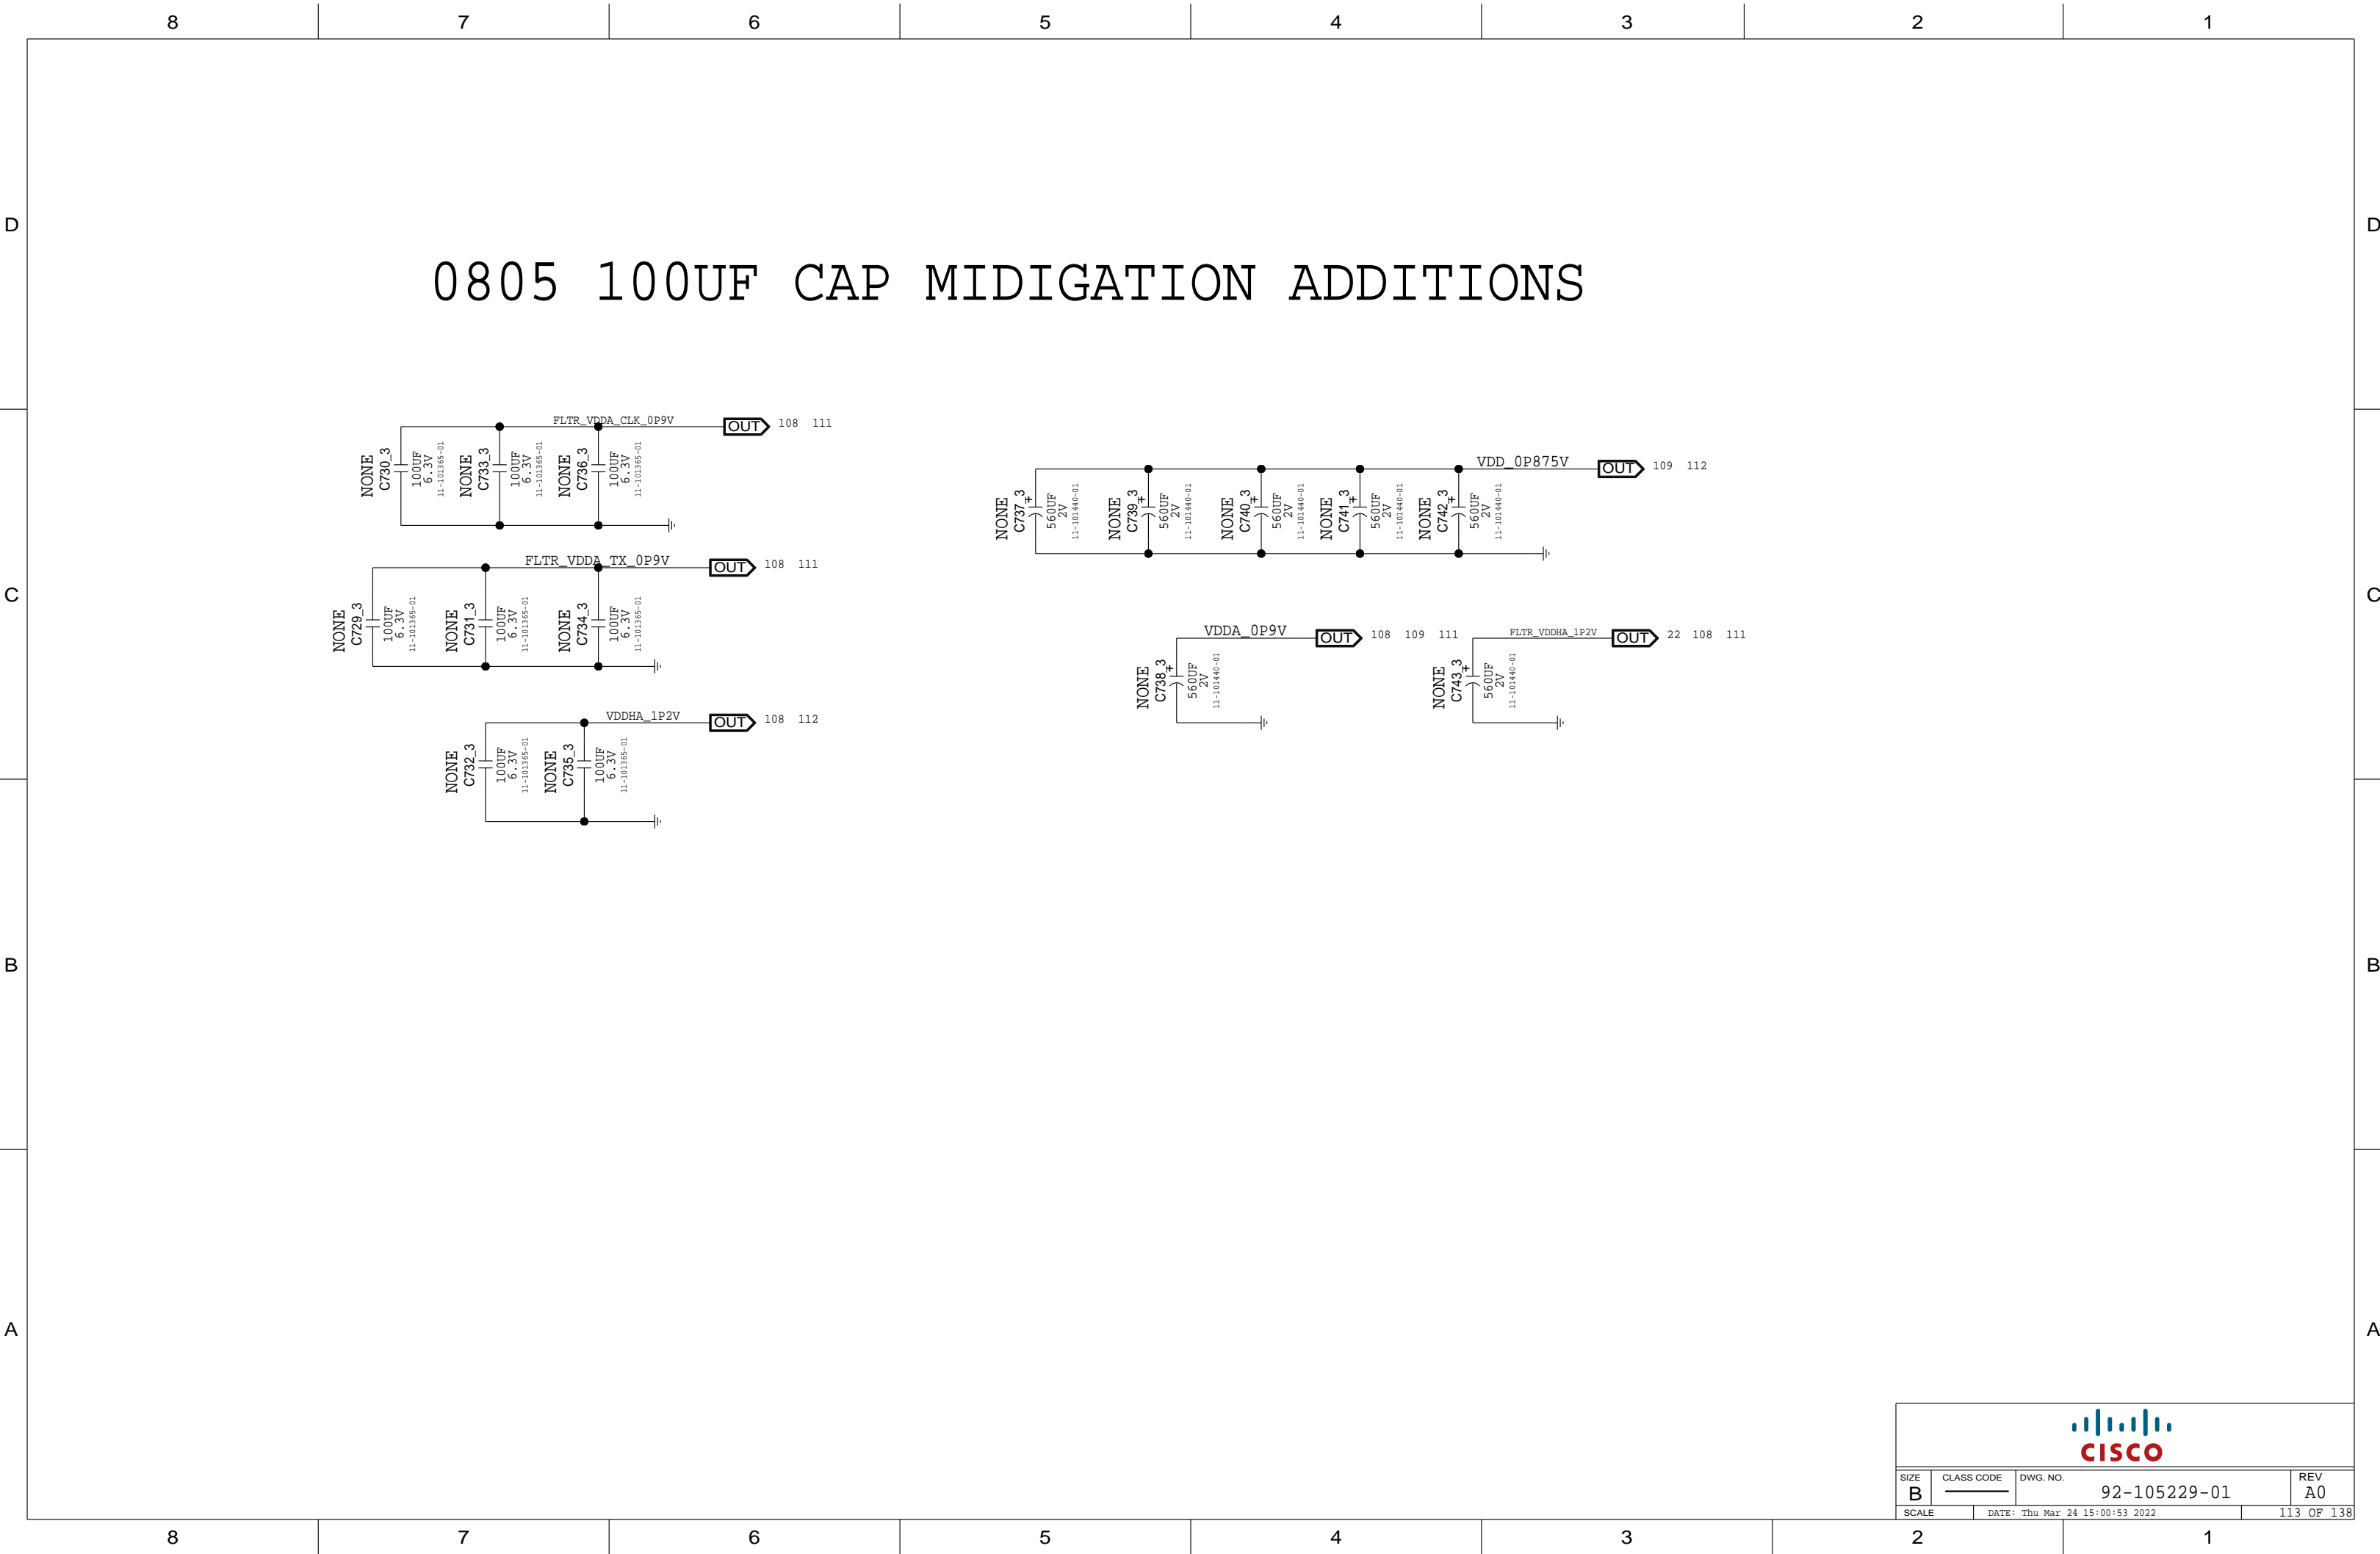 8 7 6 5 4 3 2 1
D D
0805 100UF CAP MIDIGATION ADDITIONS
FLTR_VDDA_CLK_0P9V OUT 108 111
NONE
C730_3
100UF
6.3V
11-101365-01
NONE
C733_3
100UF
6.3V
11-101365-01
NONE
C736_3
100UF
6.3V
11-101365-01
VDD_0P875V OUT 109 112
NONE
C737_3
+
560UF
2V
11-101440-01
NONE
C739_3
+
560UF
2V
11-101440-01
NONE
C740_3
+
560UF
2V
11-101440-01
NONE
C741_3
+
560UF
2V
11-101440-01
NONE
C742_3
+
560UF
2V
11-101440-01
FLTR_VDDA_TX_0P9V OUT 108 111
C C
NONE
C729_3
100UF
6.3V
11-101365-01
NONE
C731_3
100UF
6.3V
11-101365-01
NONE
C734_3
100UF
6.3V
11-101365-01
VDDA_0P9V OUT 108 109 111
NONE
C738_3
+
560UF
2V
11-101440-01
FLTR_VDDHA_1P2V OUT 22 108 111
NONE
C743_3
+
560UF
2V
11-101440-01
VDDHA_1P2V OUT 108 112
NONE
C732_3
100UF
6.3V
11-101365-01
NONE
C735_3
100UF
6.3V
11-101365-01
B B
A A
CISCO
SIZE CLASS CODE DWG. NO. REV
B 92-105229-01 A0
SCALE DATE: Thu Mar 24 15:00:53 2022 113 OF 138
8 7 6 5 4 3 2 1